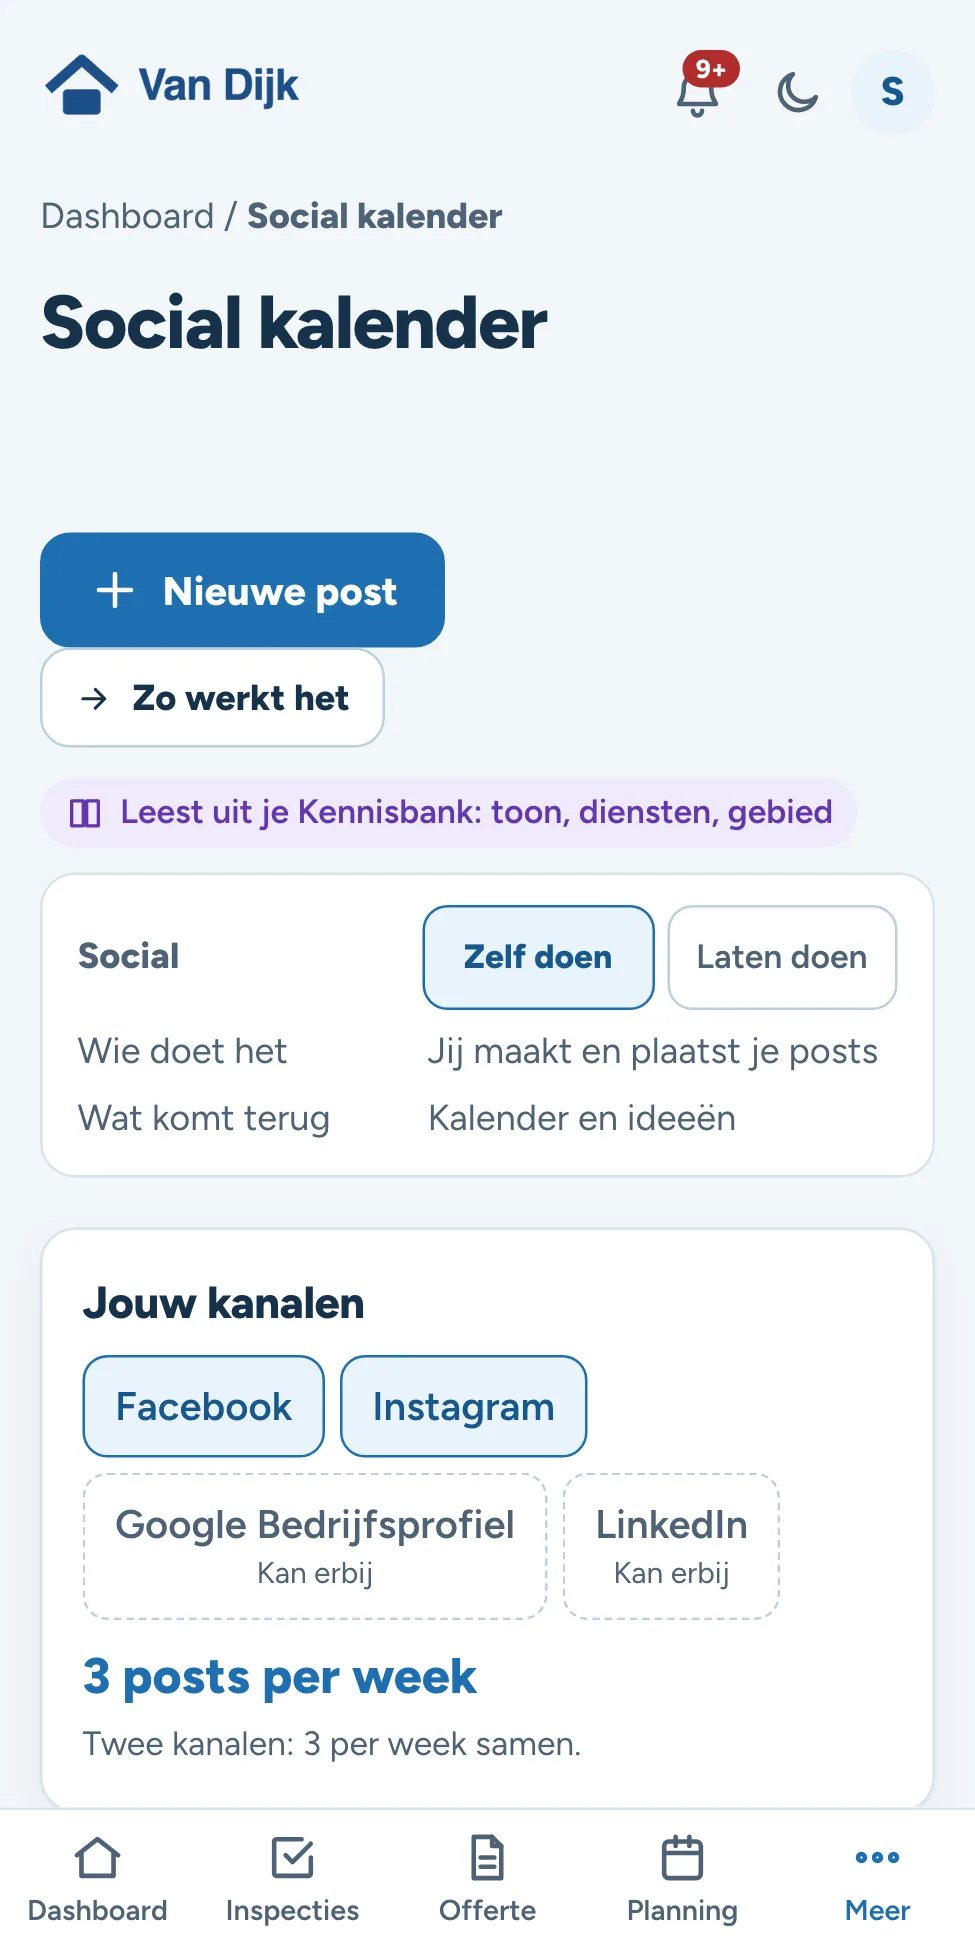 Van Dijk
9+
S
Dashboard / Social kalender
Social kalender
Nieuwe post
Zo werkt het
Leest uit je Kennisbank: toon, diensten, gebied
Social
Zelf doen
Laten doen
Wie doet het
Jij maakt en plaatst je posts
Wat komt terug
Kalender en ideeën
Jouw kanalen
Facebook
Instagram
Google Bedrijfsprofiel
Kan erbij
LinkedIn
Kan erbij
3 posts per week
Twee kanalen: 3 per week samen.
Dashboard
Inspecties
Offerte
Planning
Meer